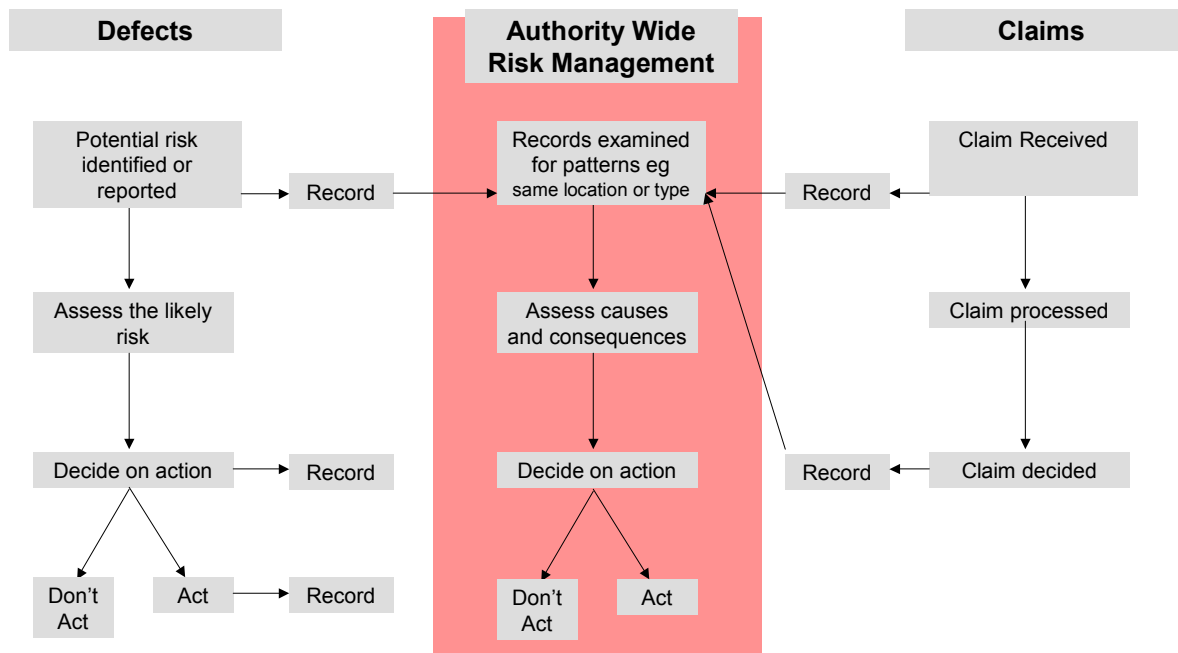 Defects
Authority Wide
Risk Management
Claims
Potential risk
identified or
reported
Record
Records examined
for patterns eg
same location or type
Record
Claim Received
Assess the likely
risk
Assess causes
and consequences
Claim processed
Decide on action
Record
Decide on action
Record
Claim decided
Don’t
Act
Act
Record
Don’t
Act
Act